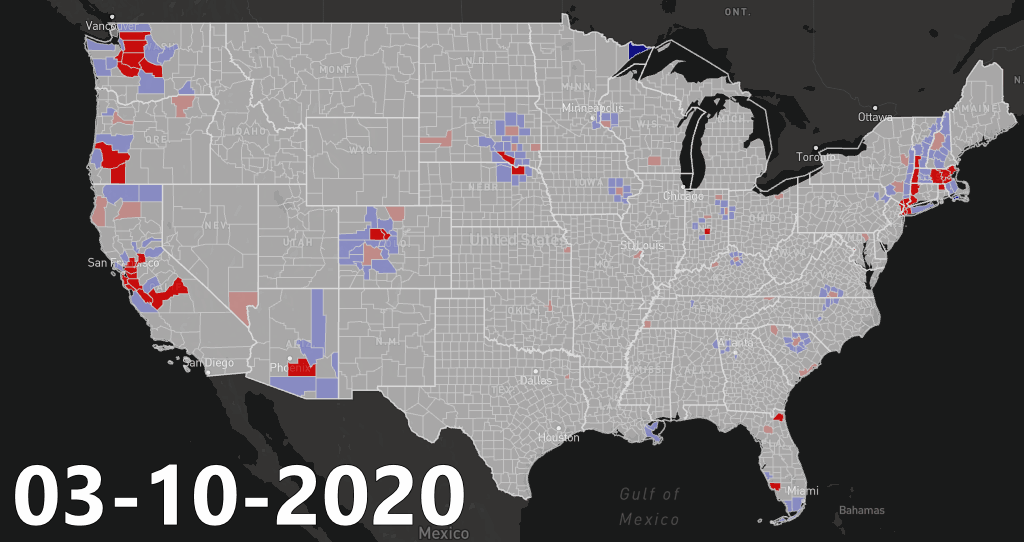 ONT.
Vancouver
MONT.
N.D.
MINN.
Ottawa
MAINE
Minneapolis
S.D.
WIS.
ORE.
IDAHO
WYO.
Toronto
NEBR.
IOWA
Chicago
NEV.
UTAH
United States
St Louis
San Francisco
OKLA.
ARK.
N.M.
San Diego
Phoenix
Atlanta
Dallas
Houston
03-10-2020
Gulf of
Mexico
Miami
Bahamas
Mexico